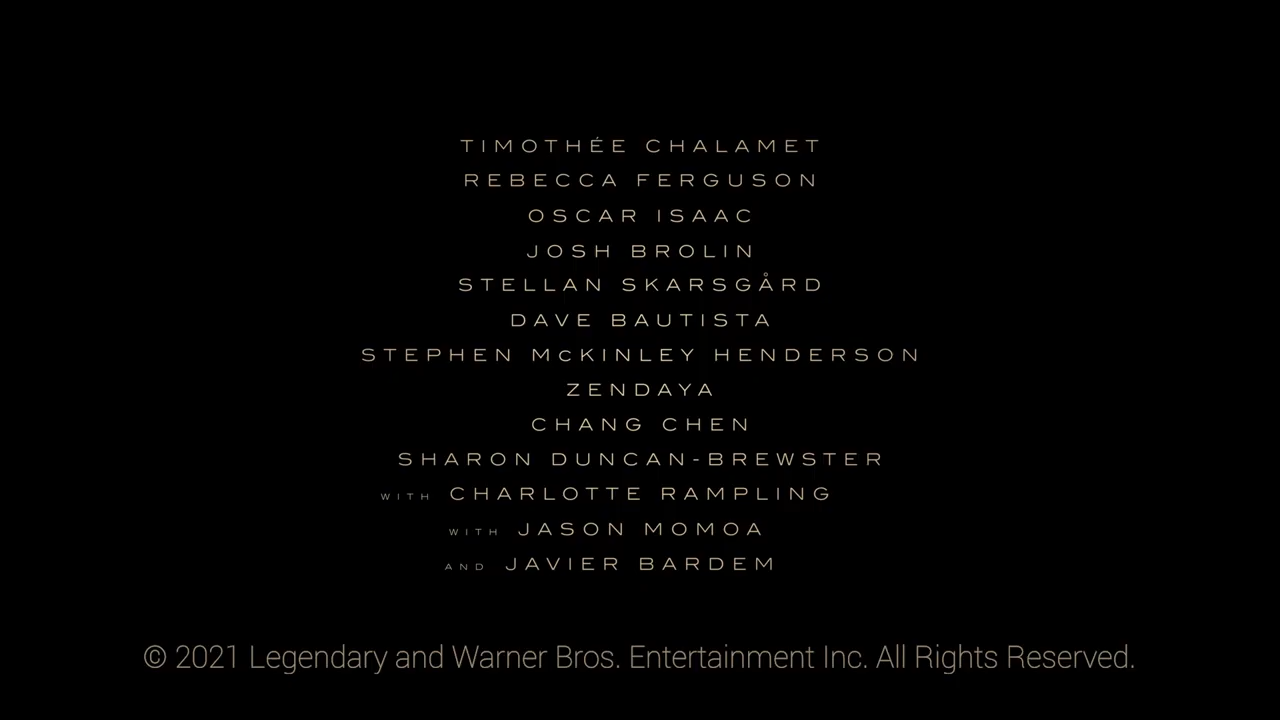 TIMOTHÉE CHALAMET
REBECCA FERGUSON
OSCAR ISAAC
JOSH BROLIN
STELLAN SKARSGÅRD
DAVE BAUTISTA
STEPHEN McKINLEY HENDERSON
ZENDAYA
CHANG CHEN
SHARON DUNCAN-BREWSTER
WITH CHARLOTTE RAMPLING
WITH JASON MOMOA
AND JAVIER BARDEM
© 2021 Legendary and Warner Bros. Entertainment Inc. All Rights Reserved.